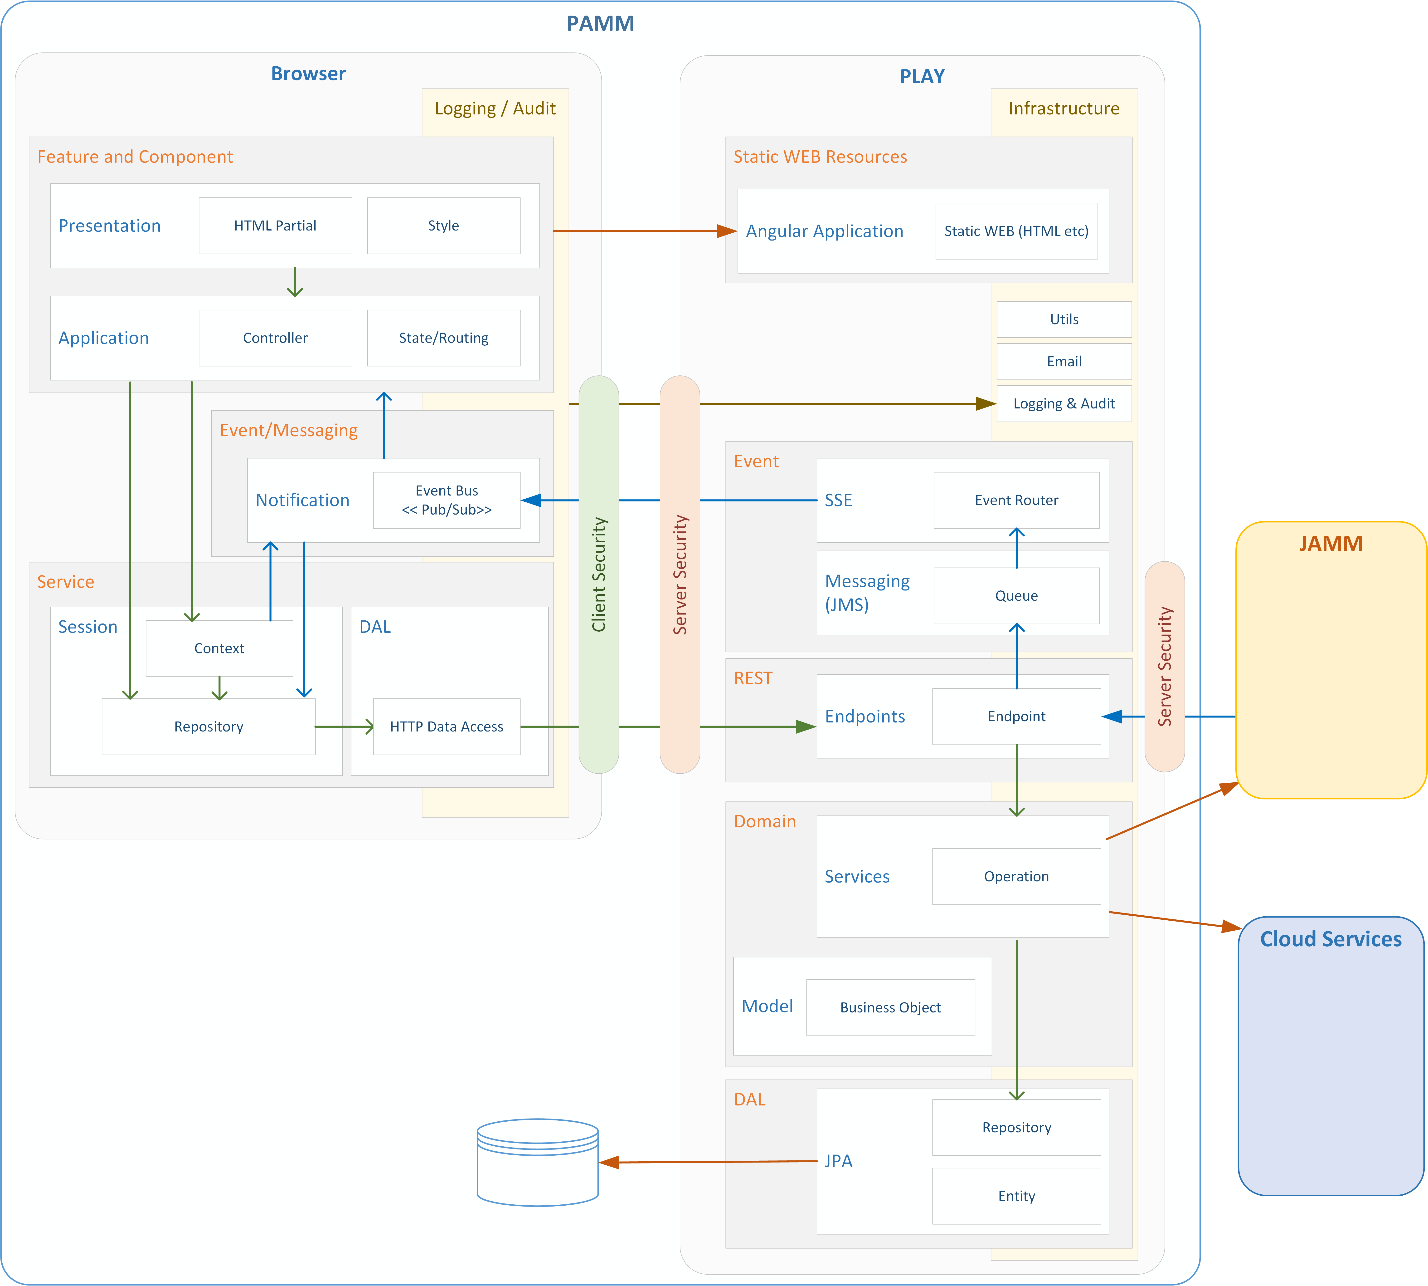 PAMM
Browser
Logging / Audit
Feature and Component
Presentation
HTML Partial
Style
Application
Controller
State/Routing
Event/Messaging
Notification
Event Bus
<< Pub/Sub>>
Service
Session
Context
Repository
DAL
HTTP Data Access
Client Security
Server Security
PLAY
Infrastructure
Static WEB Resources
Angular Application
Static WEB (HTML etc)
Utils
Email
Logging & Audit
Event
SSE
Event Router
Messaging
(JMS)
Queue
REST
Endpoints
Endpoint
Server Security
Domain
Services
Operation
Model
Business Object
DAL
JPA
Repository
Entity
JAMM
Cloud Services